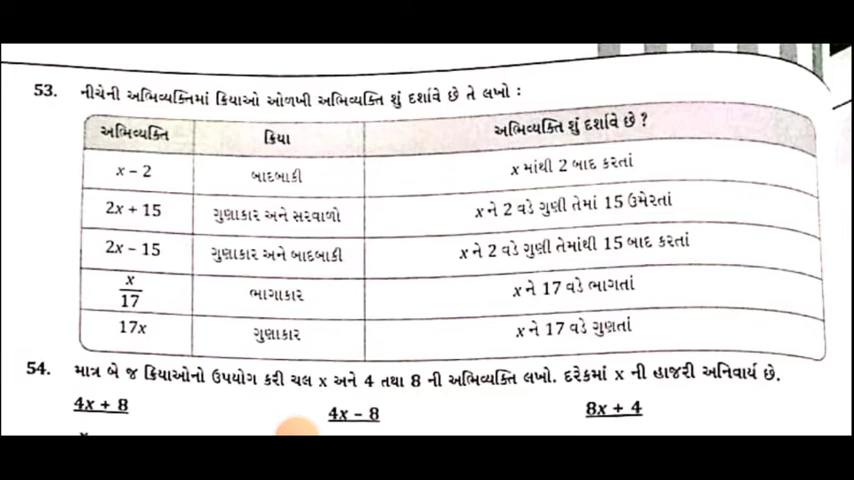 53. નીચેની અભિવ્યક્તિમાં ક્રિયાઓ ઓળખી અભિવ્યક્તિ શું દર્શાવે છે તે લખો :
અભિવ્યક્તિ ક્રિયા અભિવ્યક્તિ શું દર્શાવે છે ?
x – 2 બાદબાકી x માંથી 2 બાદ કરતાં
2x + 15 ગુણાકાર અને સરવાળો x ને 2 વડે ગુણી તેમાં 15 ઉમેરતાં
2x – 15 ગુણાકાર અને બાદબાકી x ને 2 વડે ગુણી તેમાંથી 15 બાદ કરતાં
x/17 ભાગાકાર x ને 17 વડે ભાગતાં
17x ગુણાકાર x ને 17 વડે ગુણતાં
54. માત્ર બે જ ક્રિયાઓનો ઉપયોગ કરી ચલ x અને 4 તથા 8 ની અભિવ્યક્તિ લખો. દરેકમાં x ની હાજરી અનિવાર્ય છે.
4x + 8 4x – 8 8x + 4